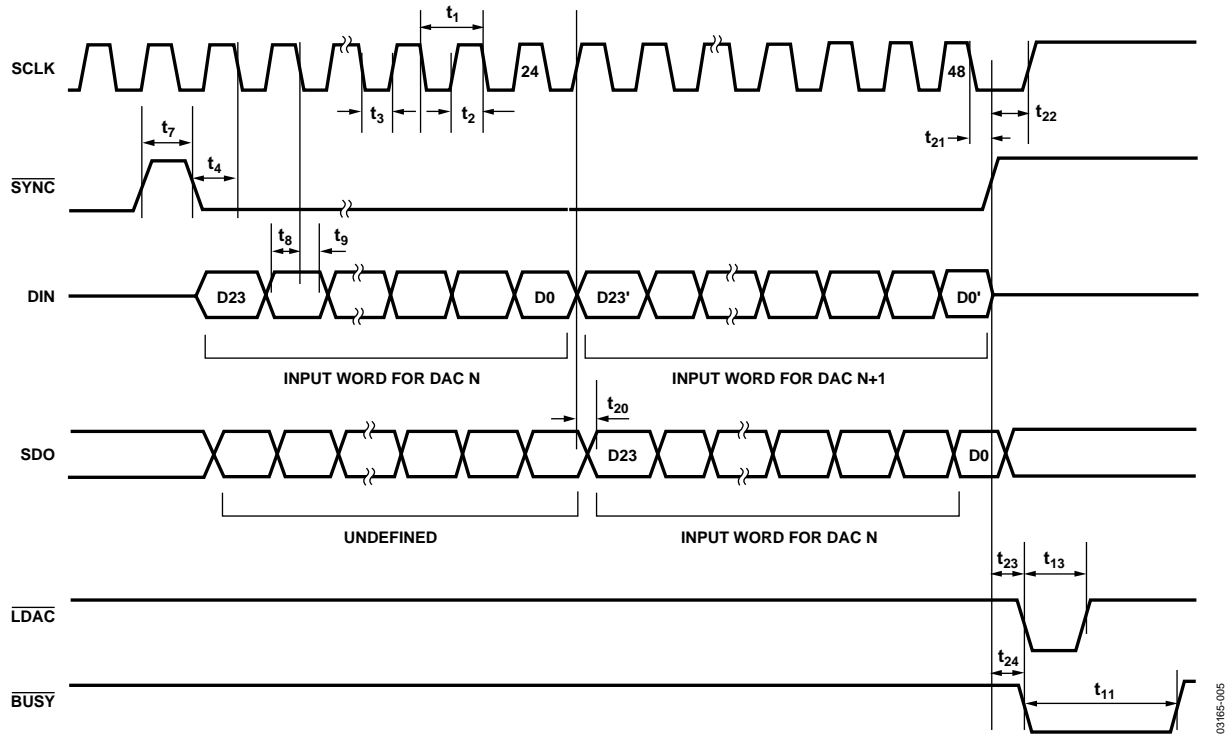 t1
SCLK
24
48
t3
t2
t22
t7
t21
t4
SYNC
t8
t9
DIN
D23
D0
D23'
D0'
INPUT WORD FOR DAC N
INPUT WORD FOR DAC N+1
t20
SDO
D23
D0
UNDEFINED
INPUT WORD FOR DAC N
t23
t13
LDAC
t24
BUSY
t11
03165-005